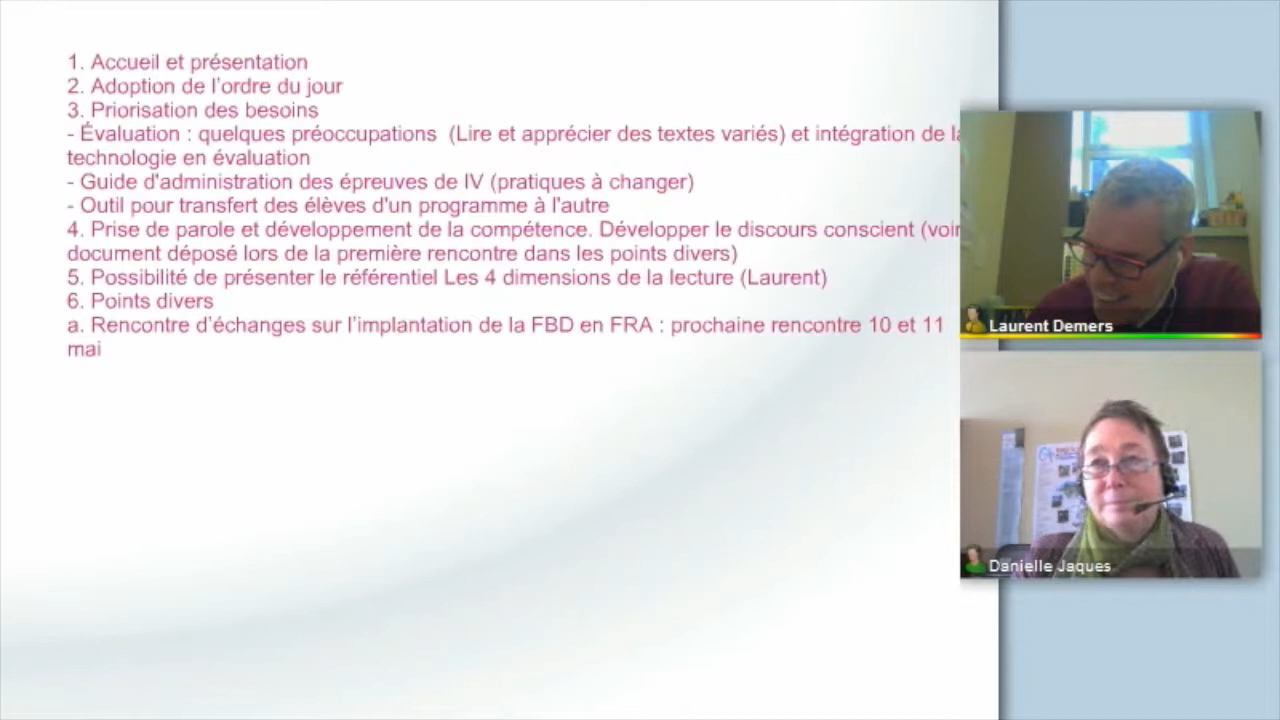 1. Accueil et présentation
2. Adoption de l'ordre du jour
3. Priorisation des besoins
- Évaluation : quelques préoccupations (Lire et apprécier des textes variés) et intégration de la
technologie en évaluation
- Guide d'administration des épreuves de IV (pratiques à changer)
- Outil pour transfert des élèves d'un programme à l'autre
4. Prise de parole et développement de la compétence. Développer le discours conscient (voir
document déposé lors de la première rencontre dans les points divers)
5. Possibilité de présenter le référentiel Les 4 dimensions de la lecture (Laurent)
6. Points divers
a. Rencontre d'échanges sur l'implantation de la FBD en FRA : prochaine rencontre 10 et 11
mai
Laurent Demers
Danielle Jaques